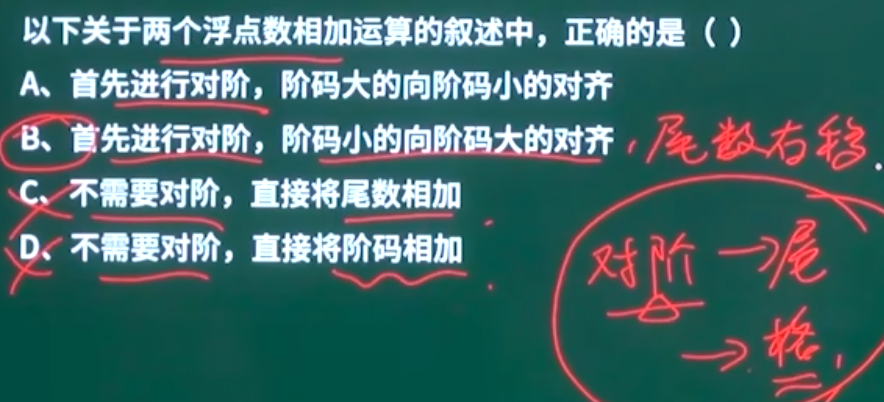 以下关于两个浮点数相加运算的叙述中，正确的是（ ）
A、首先进行对阶，阶码大的向阶码小的对齐
B、首先进行对阶，阶码小的向阶码大的对齐，尾数右移
C、不需要对阶，直接将尾数相加
D、不需要对阶，直接将阶码相加
对阶→尾
→格